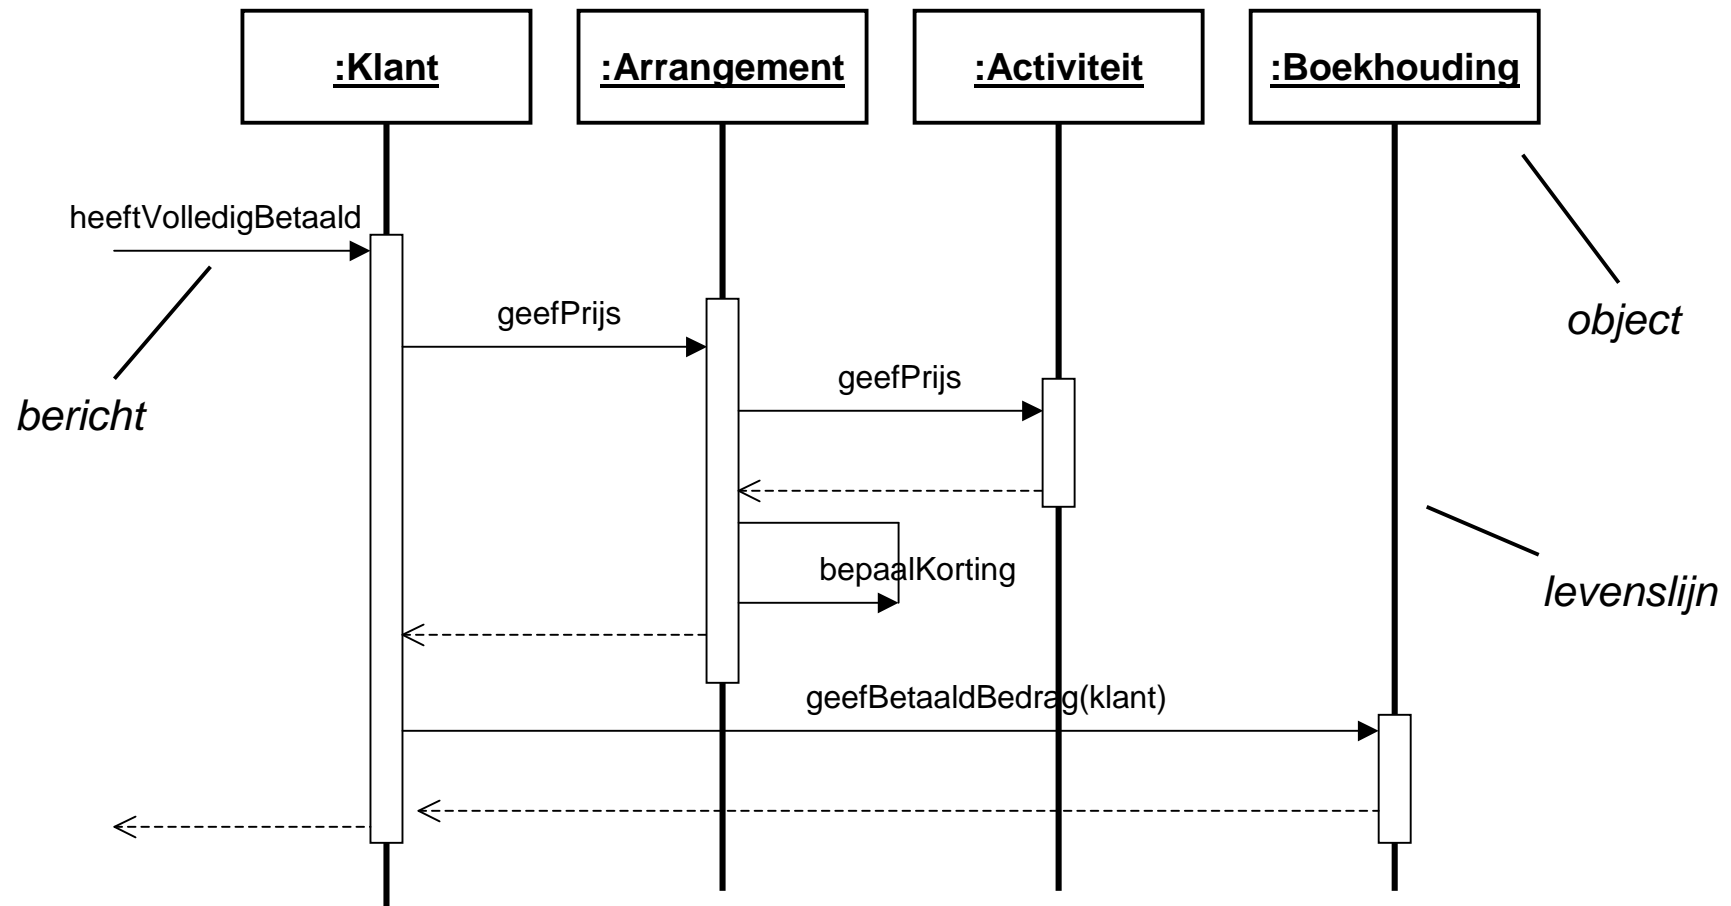 :Klant
:Arrangement
:Activiteit
:Boekhouding
heeftVolledigBetaald
geefPrijs
object
geefPrijs
bericht
bepaalKorting
levenslijn
geefBetaaldBedrag(klant)